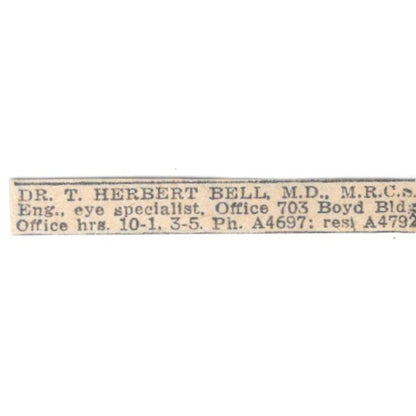 DR. T. HERBERT BELL, M.D., M.R.C.s.
Eng., eye specialist. Office 703 Boyd Bldg
Office hrs. 10-1. 3-5. Ph. A4697; res. A4792